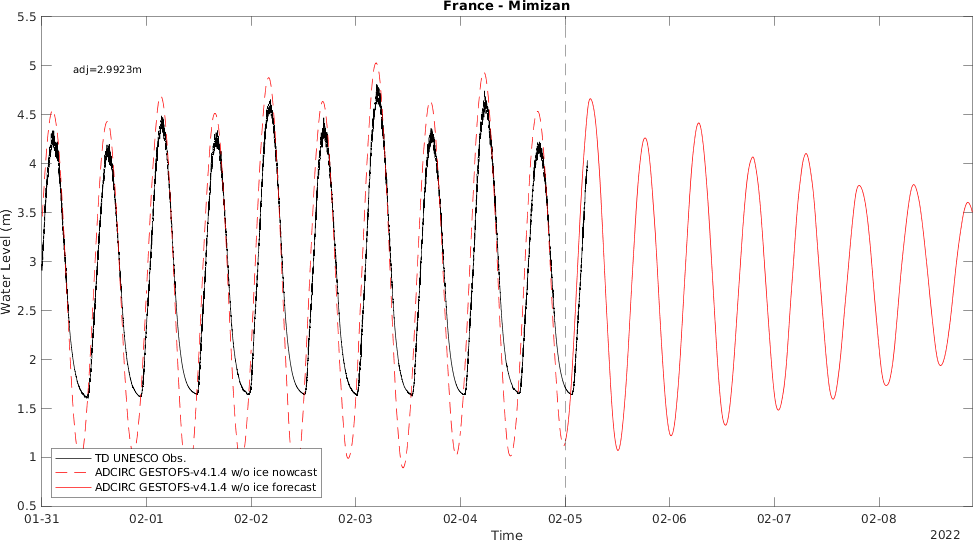 France - Mimizan
adj=2.9923m
5.5
5
4.5
4
3.5
3
2.5
2
1.5
1
0.5
Water Level (m)
TD UNESCO Obs.
ADCIRC GESTOFS-v4.1.4 w/o ice nowcast
ADCIRC GESTOFS-v4.1.4 w/o ice forecast
01-31 02-01 02-02 02-03 02-04 02-05 02-06 02-07 02-08
Time
2022